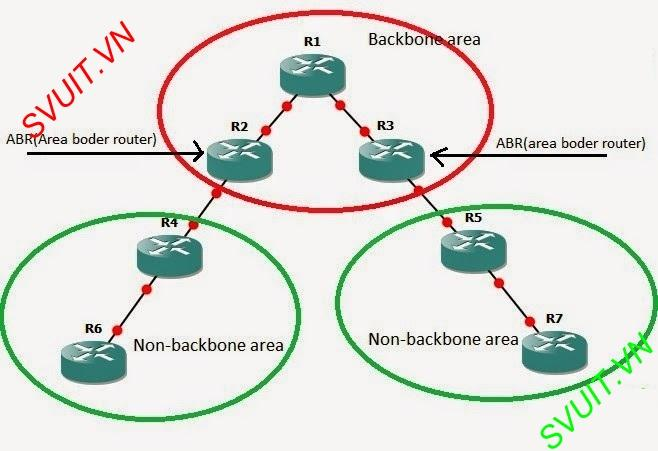 SVUIT.VN
R1
Backbone area
R2
R3
ABR(Area boder router)
ABR(area boder router)
R4
R5
R6
Non-backbone area
R7
Non-backbone area
SVUIT.VN